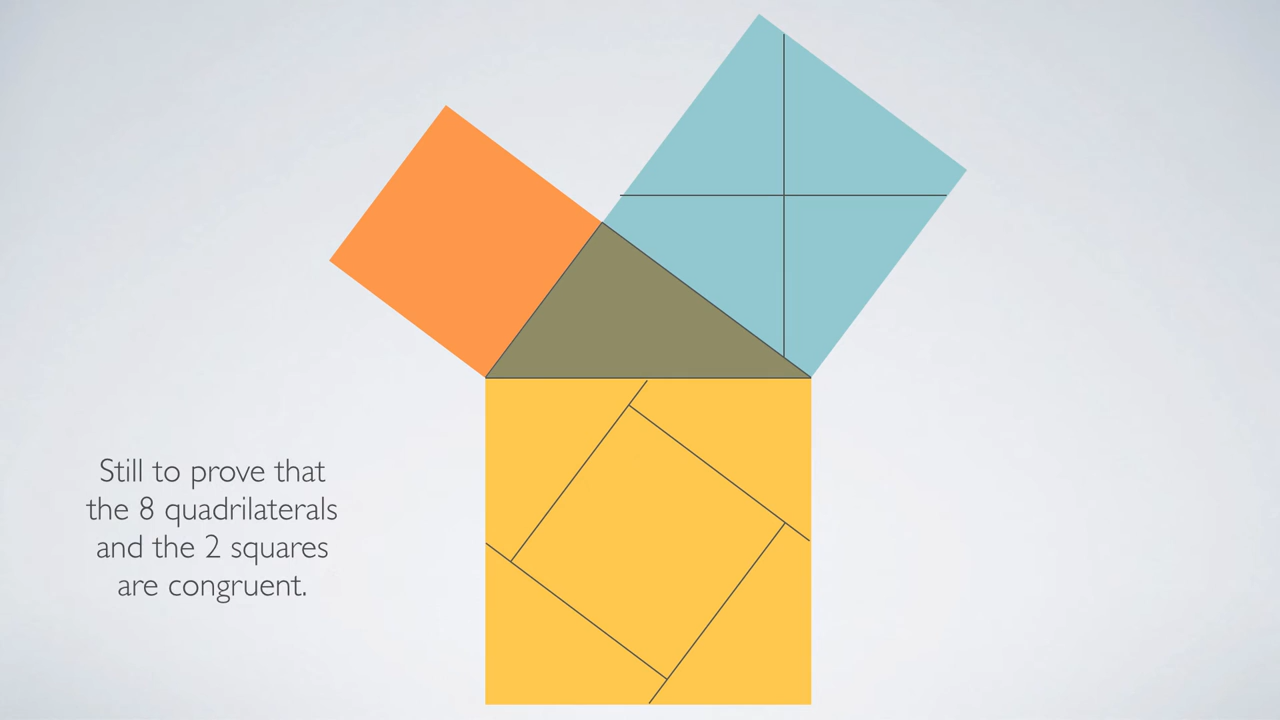 Still to prove that
the 8 quadrilaterals
and the 2 squares
are congruent.